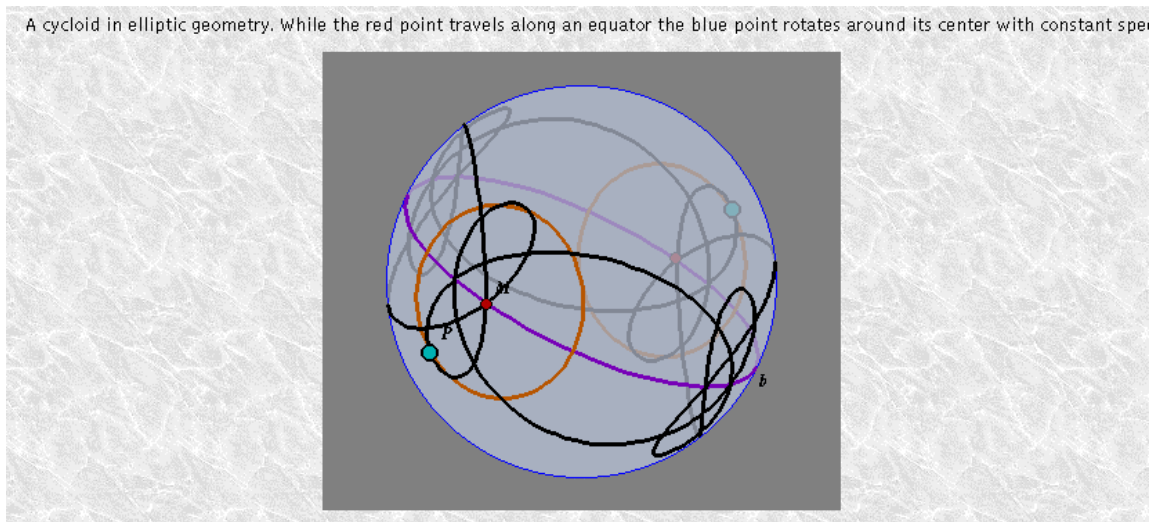 A cycloid in elliptic geometry. While the red point travels along an equator the blue point rotates around its center with constant spe
M
P
b